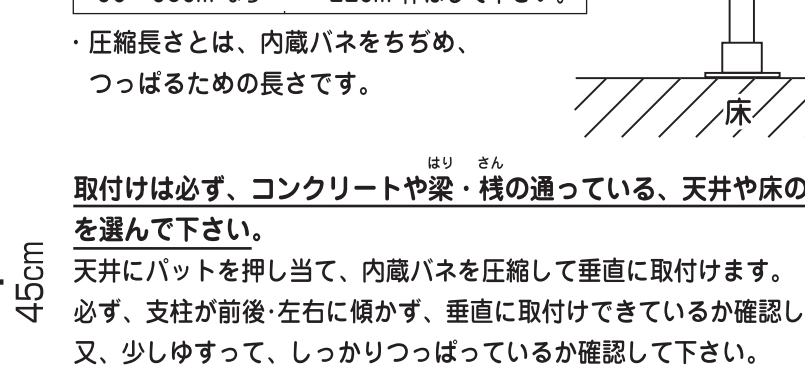 ・圧縮長さとは、内蔵バネをちぢめ、
つっぱるための長さです。
床
はり さん
取付けは必ず、コンクリートや梁・桟の通っている、天井や床の
を選んで下さい。
天井にパットを押し当て、内蔵バネを圧縮して垂直に取付けます。
必ず、支柱が前後・左右に傾かず、垂直に取付けできているか確認し
又、少しゆすって、しっかりつっぱっているか確認して下さい。
45cm